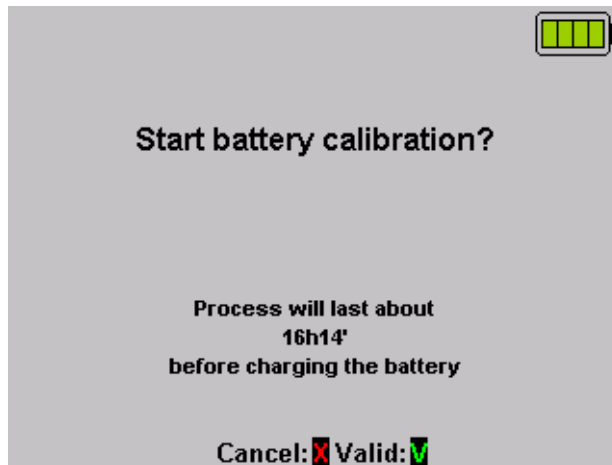 Start battery calibration?
Process will last about
16h14'
before charging the battery
Cancel:X Valid:V